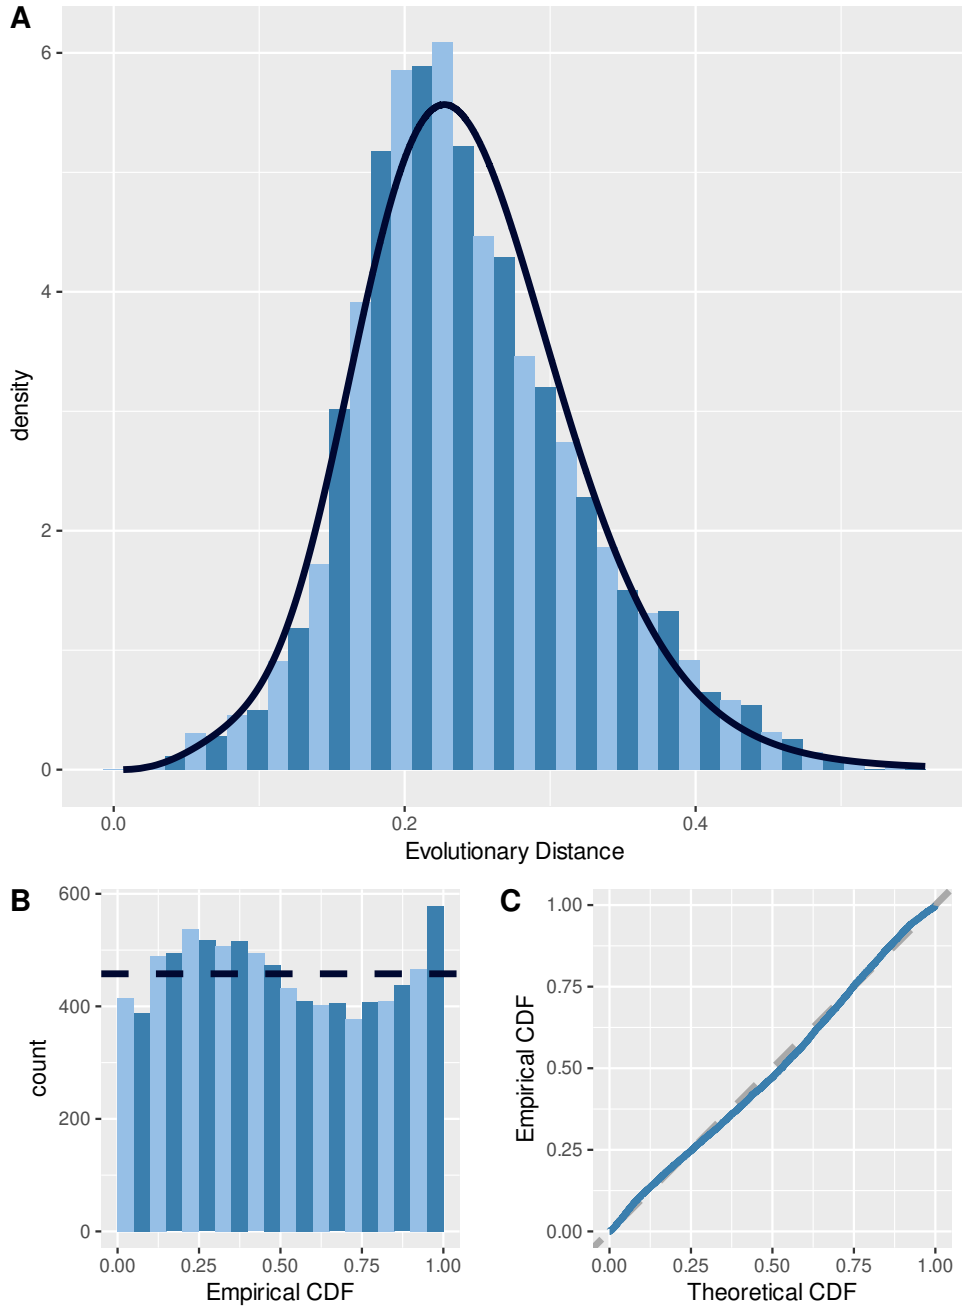 A
6
4
2
0
density
0.0 0.2 0.4
Evolutionary Distance
B
600
400
200
0
count
0.00 0.25 0.50 0.75 1.00
Empirical CDF
C
1.00
0.75
0.50
0.25
0.00
Empirical CDF
0.00 0.25 0.50 0.75 1.00
Theoretical CDF